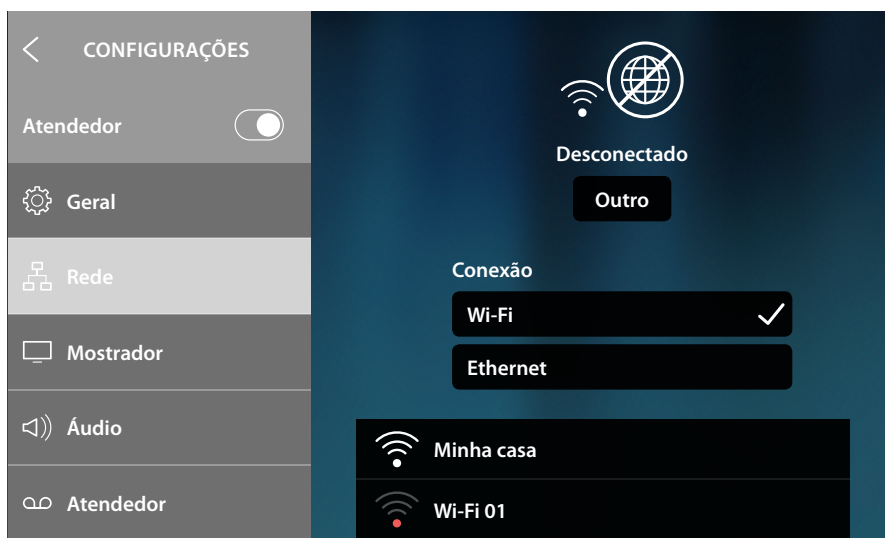 CONFIGURAÇÕES
Atendedor
Geral
Rede
Mostrador
Áudio
Atendedor
Desconectado
Outro
Conexão
Wi-Fi
Ethernet
Minha casa
Wi-Fi 01